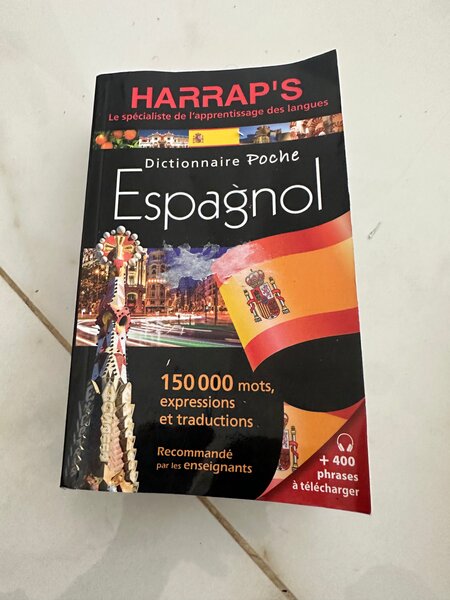 HARRAP'S
Le spécialiste de l'apprentissage des langues
Dictionnaire Poche
Espagnol
150 000 mots,
expressions
et traductions
Recommandé
par les enseignants
+ 400
phrases
à télécharger